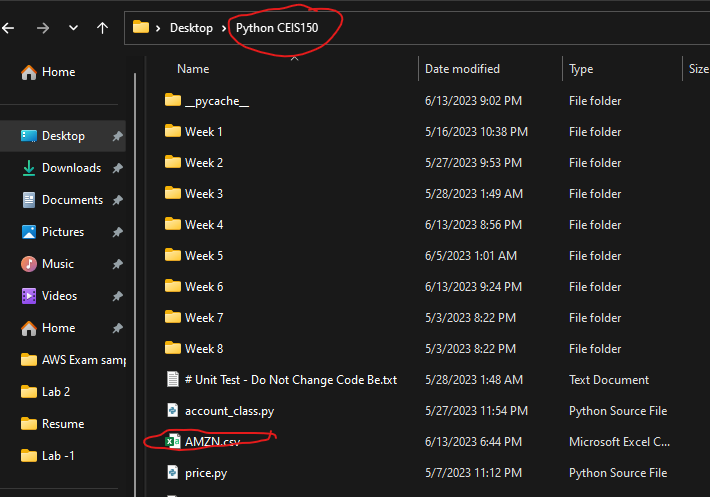 Desktop > Python CEIS150
Name Date modified Type Size
Home
__pycache__ 6/13/2023 9:02 PM File folder
Desktop
Week 1 5/16/2023 10:38 PM File folder
Downloads
Week 2 5/27/2023 9:53 PM File folder
Documents
Week 3 5/28/2023 1:49 AM File folder
Pictures
Week 4 6/13/2023 8:56 PM File folder
Music
Week 5 6/5/2023 1:01 AM File folder
Videos
Week 6 6/13/2023 9:24 PM File folder
Home
Week 7 5/3/2023 8:22 PM File folder
AWS Exam samp
Week 8 5/3/2023 8:22 PM File folder
Lab 2
# Unit Test - Do Not Change Code Be.txt 5/28/2023 1:48 AM Text Document
Resume
account_class.py 5/27/2023 11:54 PM Python Source File
Lab -1
AMZN.csv 6/13/2023 6:44 PM Microsoft Excel C...
price.py 5/7/2023 11:12 PM Python Source File